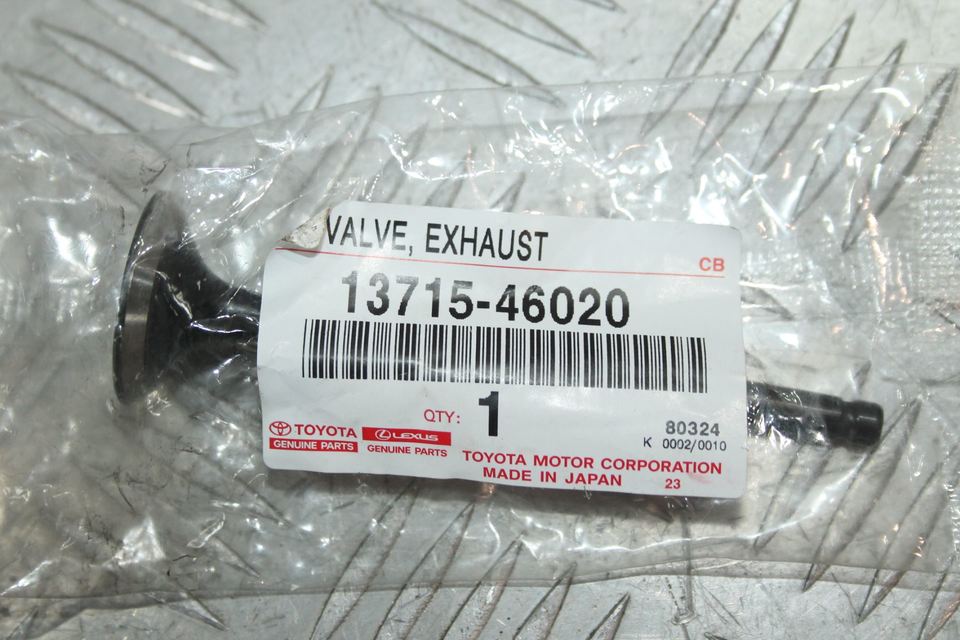 VALVE, EXHAUST
CB
13715-46020
QTY: 1
TOYOTA
GENUINE PARTS
LEXUS
GENUINE PARTS
80324
K 0002/0010
TOYOTA MOTOR CORPORATION
MADE IN JAPAN 23